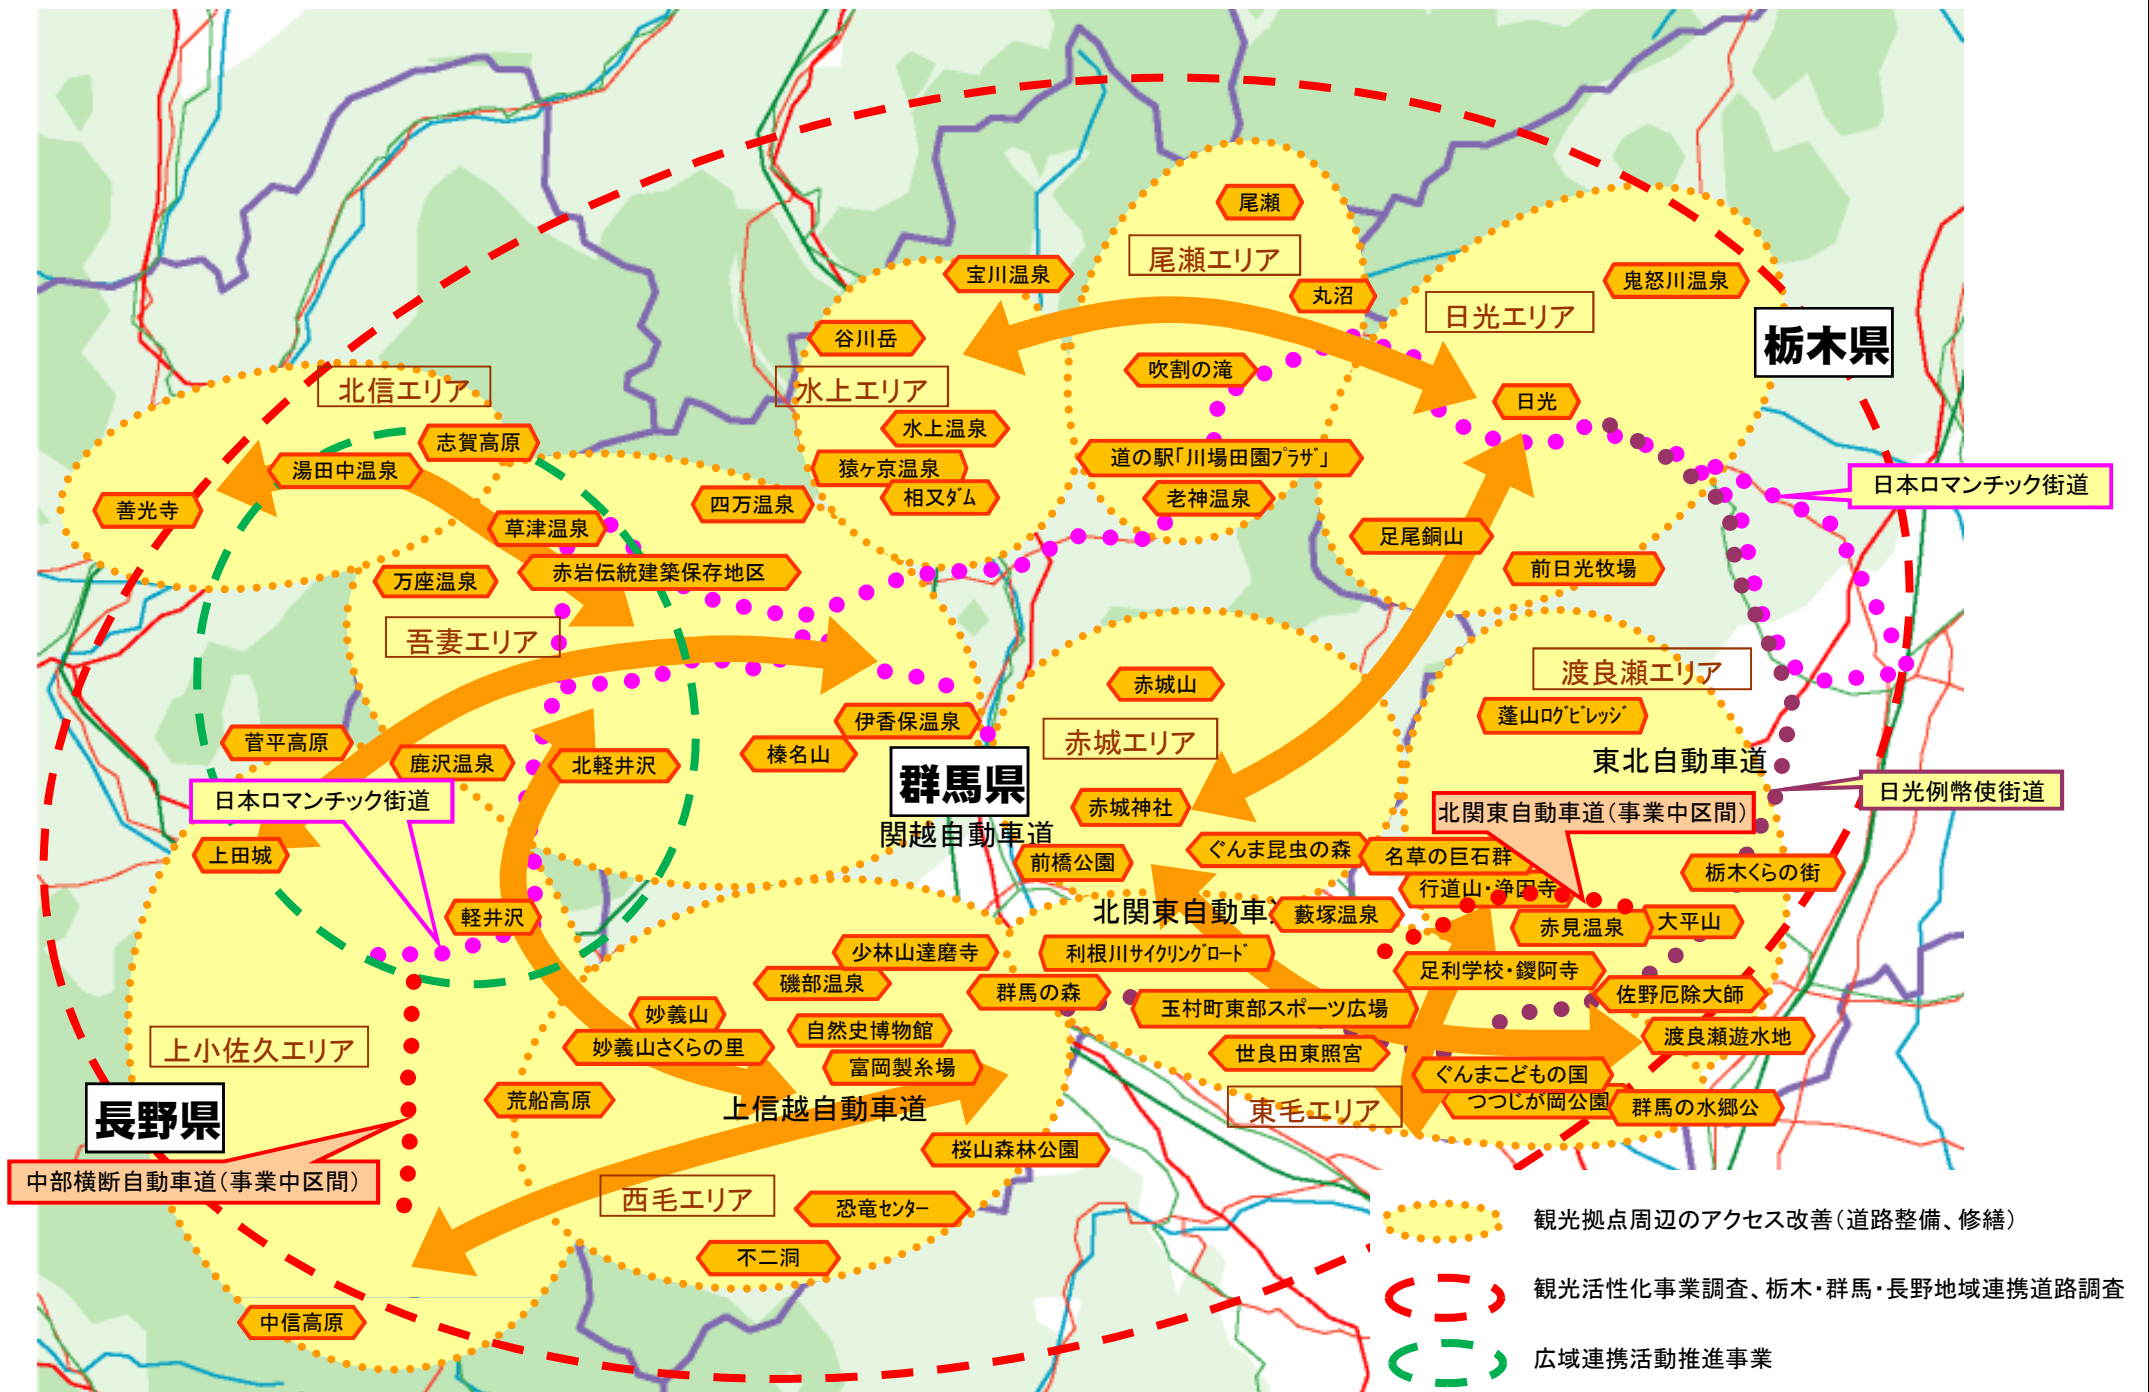 尾瀬
尾瀬エリア
宝川温泉
丸沼
鬼怒川温泉
日光エリア
谷川岳
栃木県
吹割の滝
北信エリア
水上エリア
日光
志賀高原
水上温泉
湯田中温泉
猿ヶ京温泉
道の駅「川場田園プラザ」
日本ロマンチック街道
善光寺
四万温泉
相又ダム
老神温泉
草津温泉
足尾銅山
万座温泉
赤岩伝統建築保存地区
前日光牧場
吾妻エリア
渡良瀬エリア
赤城山
蓬山ログビレッジ
伊香保温泉
菅平高原
鹿沢温泉
北軽井沢
榛名山
赤城エリア
東北自動車道
群馬県
日光例幣使街道
日本ロマンチック街道
赤城神社
北関東自動車道(事業中区間)
関越自動車道
上田城
前橋公園
ぐんま昆虫の森
名草の巨石群
栃木くらの街
行道山・浄因寺
軽井沢
北関東自動車道
藪塚温泉
赤見温泉
大平山
少林山達磨寺
利根川サイクリングロード
足利学校・鑁阿寺
磯部温泉
群馬の森
玉村町東部スポーツ広場
佐野厄除大師
妙義山
自然史博物館
渡良瀬遊水地
上小佐久エリア
妙義山さくらの里
富岡製糸場
世良田東照宮
ぐんまこどもの国
荒船高原
上信越自動車道
東毛エリア
つつじが岡公園
群馬の水郷公
長野県
桜山森林公園
中部横断自動車道(事業中区間)
西毛エリア
恐竜センター
不二洞
中信高原
観光拠点周辺のアクセス改善(道路整備、修繕)
観光活性化事業調査、栃木・群馬・長野地域連携道路調査
広域連携活動推進事業